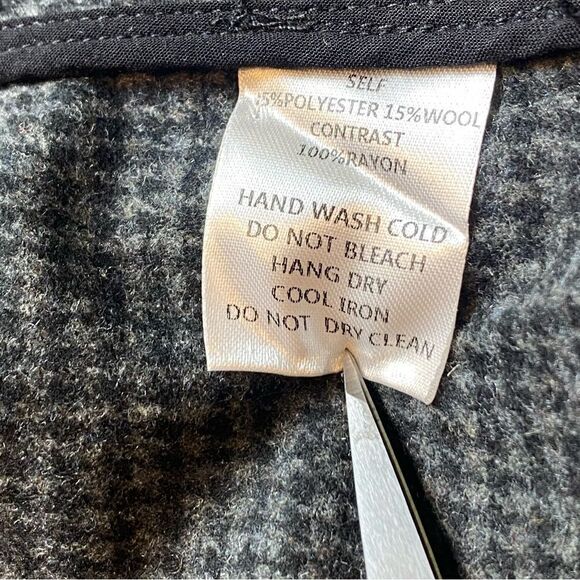 SELF
5%POLYESTER 15%WOOL
CONTRAST
100%RAYON
HAND WASH COLD
DO NOT BLEACH
HANG DRY
COOL IRON
DO NOT DRY CLEAN